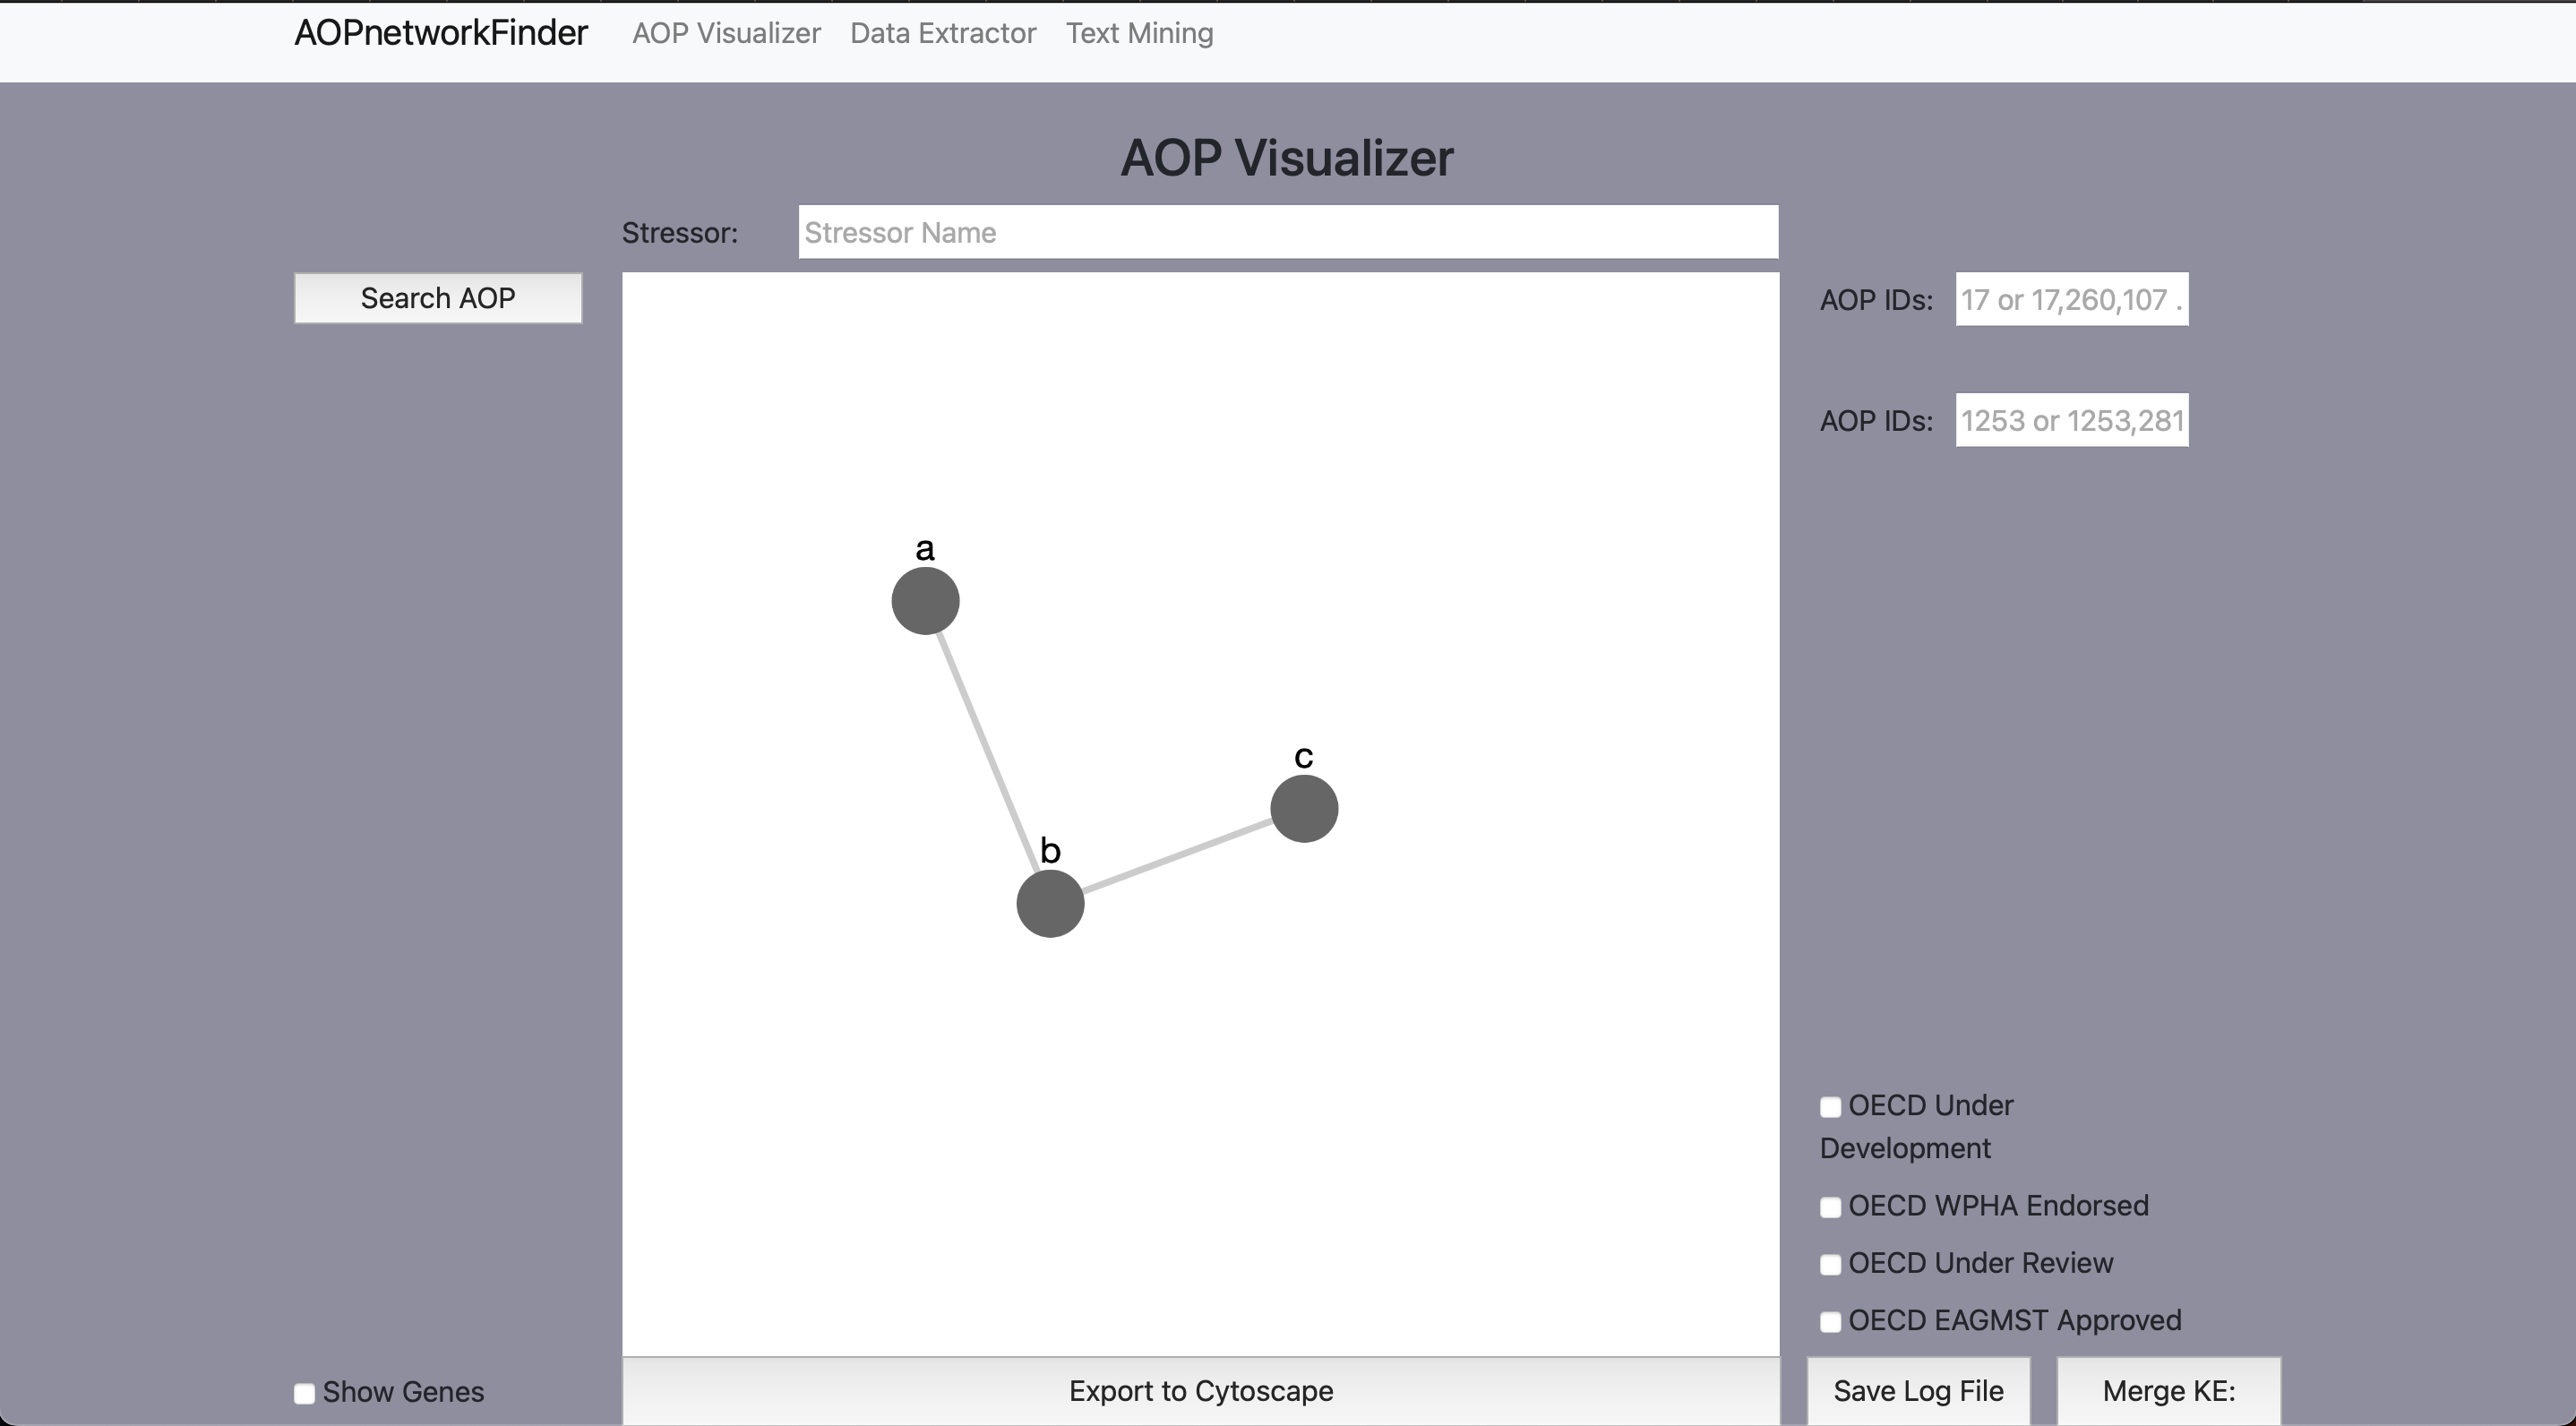 AOPnetworkFinder AOP Visualizer Data Extractor Text Mining
AOP Visualizer
Stressor: Stressor Name
Search AOP
AOP IDs: 17 or 17,260,107 .
AOP IDs: 1253 or 1253,281
a
c
b
OECD Under
Development
OECD WPHA Endorsed
OECD Under Review
OECD EAGMST Approved
Show Genes
Export to Cytoscape
Save Log File
Merge KE: